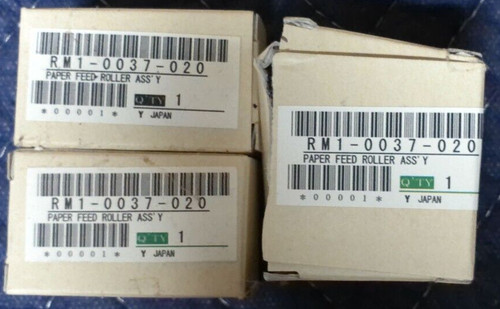 RM1-0037-020
PAPER FEED ROLLER ASS'Y
Q'TY 1
*00001* Y JAPAN
RM1-0037-020
PAPER FEED ROLLER ASS'Y
Q'TY 1
*00001* Y JAPAN
RM1-0037-020
PAPER FEED ROLLER ASS'Y
Q'TY 1
*00001* Y JAPAN